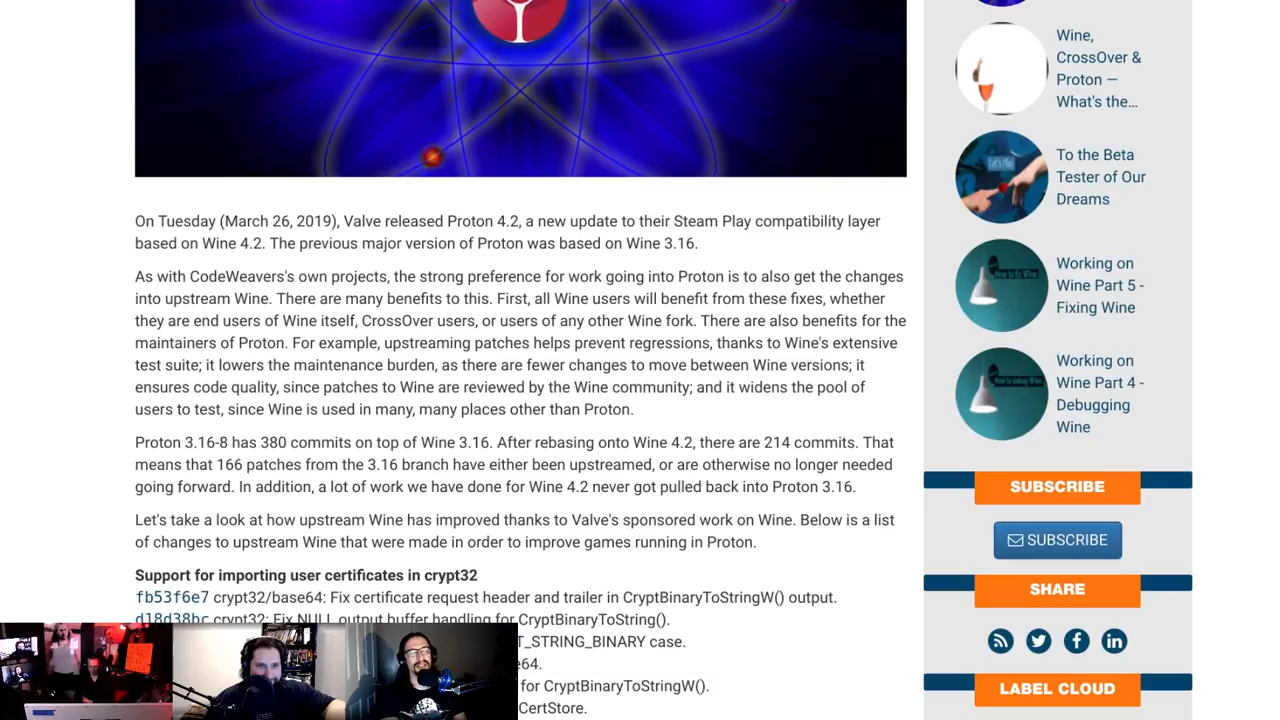 On Tuesday (March 26, 2019), Valve released Proton 4.2, a new update to their Steam Play compatibility layer
based on Wine 4.2. The previous major version of Proton was based on Wine 3.16.
As with CodeWeavers's own projects, the strong preference for work going into Proton is to also get the changes
into upstream Wine. There are many benefits to this. First, all Wine users will benefit from these fixes, whether
they are end users of Wine itself, CrossOver users, or users of any other Wine fork. There are also benefits for the
maintainers of Proton. For example, upstreaming patches helps prevent regressions, thanks to Wine's extensive
test suite; it lowers the maintenance burden, as there are fewer changes to move between Wine versions; it
ensures code quality, since patches to Wine are reviewed by the Wine community; and it widens the pool of
users to test, since Wine is used in many, many places other than Proton.
Proton 3.16-8 has 380 commits on top of Wine 3.16. After rebasing onto Wine 4.2, there are 214 commits. That
means that 166 patches from the 3.16 branch have either been upstreamed, or are otherwise no longer needed
going forward. In addition, a lot of work we have done for Wine 4.2 never got pulled back into Proton 3.16.
Let's take a look at how upstream Wine has improved thanks to Valve's sponsored work on Wine. Below is a list
of changes to upstream Wine that were made in order to improve games running in Proton.
Support for importing user certificates in crypt32
fb53f6e7 crypt32/base64: Fix certificate request header and trailer in CryptBinaryToStringW() output.
d18d38bc crypt32: Fix NULL output buffer handling for CryptBinaryToString().
T_STRING_BINARY case.
e64.
for CryptBinaryToStringW().
CertStore.
Wine,
CrossOver &
Proton —
What's the...
To the Beta
Tester of Our
Dreams
Working on
Wine Part 5 -
Fixing Wine
Working on
Wine Part 4 -
Debugging
Wine
SUBSCRIBE
SUBSCRIBE
SHARE
LABEL CLOUD